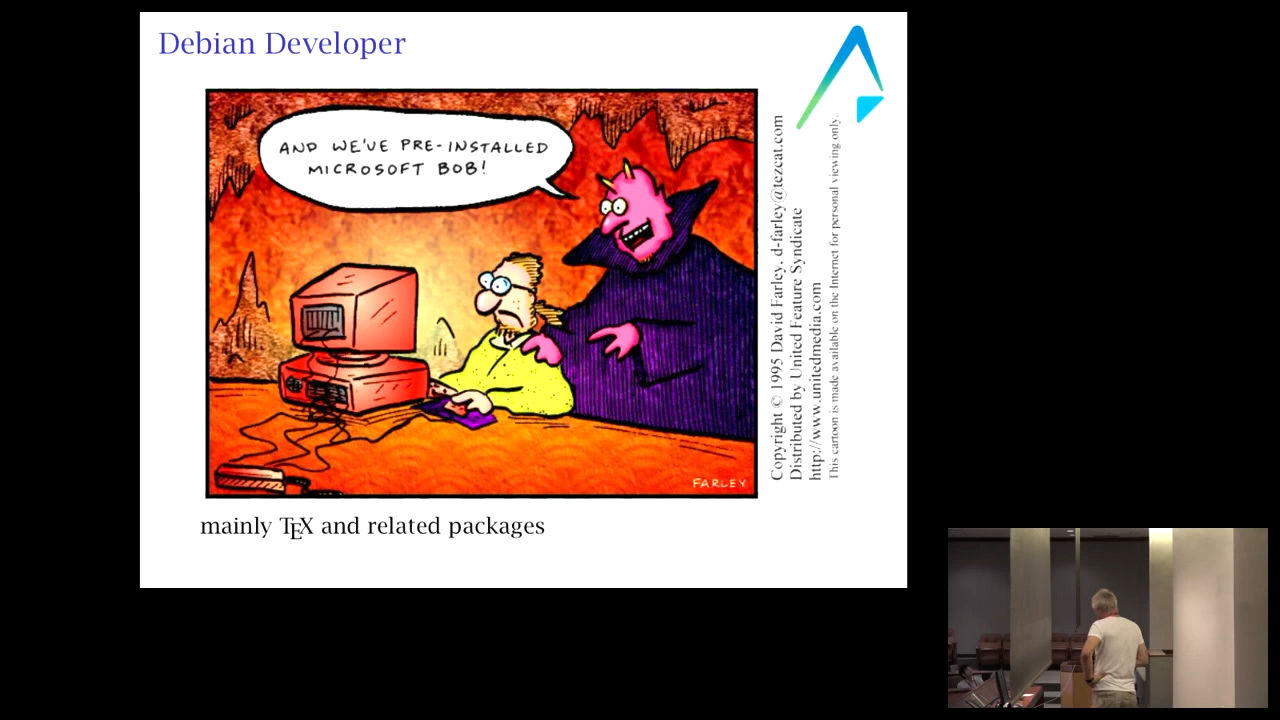 Debian Developer
AND WE'VE PRE-INSTALLED
MICROSOFT BOB!
FARLEY
Copyright © 1995 David Farley, d-farley@tezcat.com
Distributed by United Feature Syndicate
http://www.unitedmedia.com
This cartoon is made available on the Internet for personal viewing only.
mainly TEX and related packages